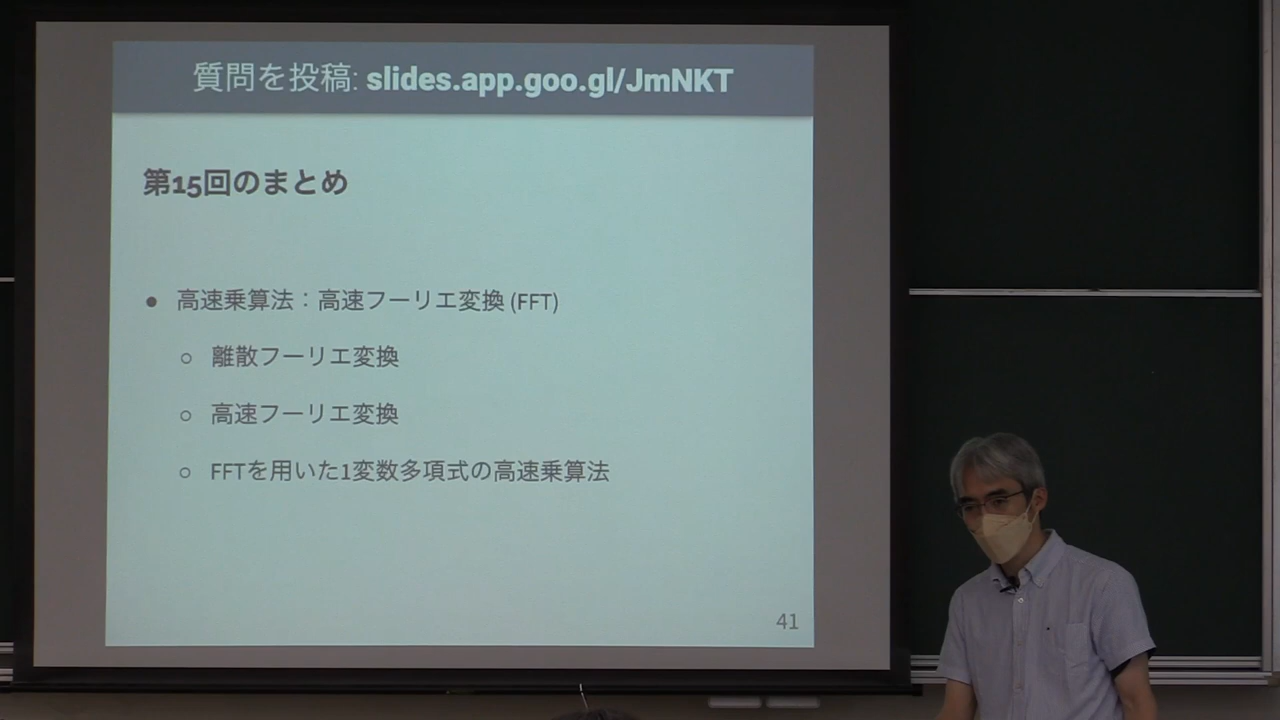 質問を投稿: slides.app.goo.gl/JmNKT
第15回のまとめ
● 高速乗算法：高速フーリエ変換 (FFT)
○ 離散フーリエ変換
○ 高速フーリエ変換
○ FFTを用いた1変数多項式の高速乗算法
41